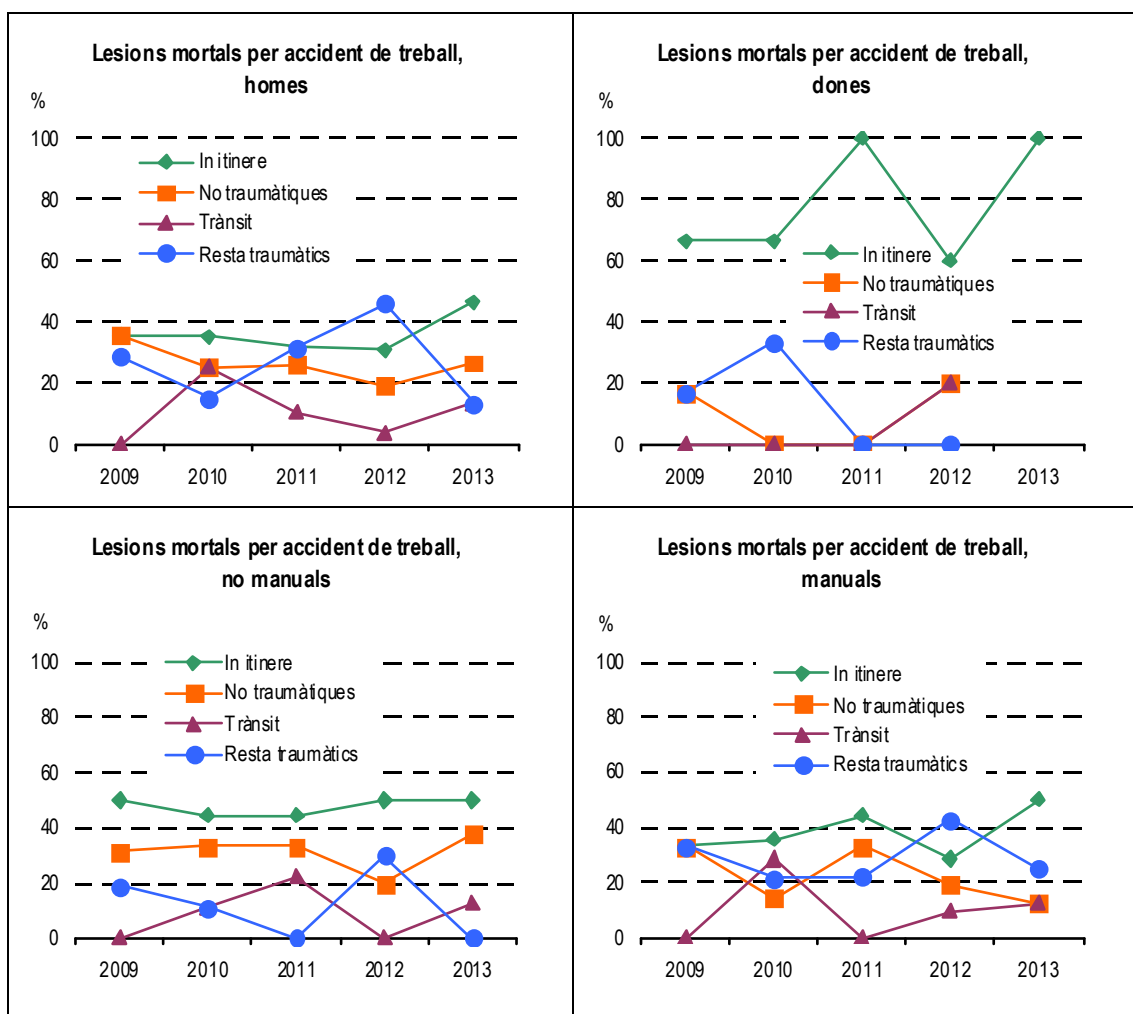 Lesions mortals per accident de treball,
homes
%
100
80
60
40
20
0
In itinere
No traumàtiques
Trànsit
Resta traumàtics
2009 2010 2011 2012 2013
Lesions mortals per accident de treball,
dones
%
100
80
60
40
20
0
In itinere
No traumàtiques
Trànsit
Resta traumàtics
2009 2010 2011 2012 2013
Lesions mortals per accident de treball,
no manuals
%
100
80
60
40
20
0
In itinere
No traumàtiques
Trànsit
Resta traumàtics
2009 2010 2011 2012 2013
Lesions mortals per accident de treball,
manuals
%
100
80
60
40
20
0
In itinere
No traumàtiques
Trànsit
Resta traumàtics
2009 2010 2011 2012 2013